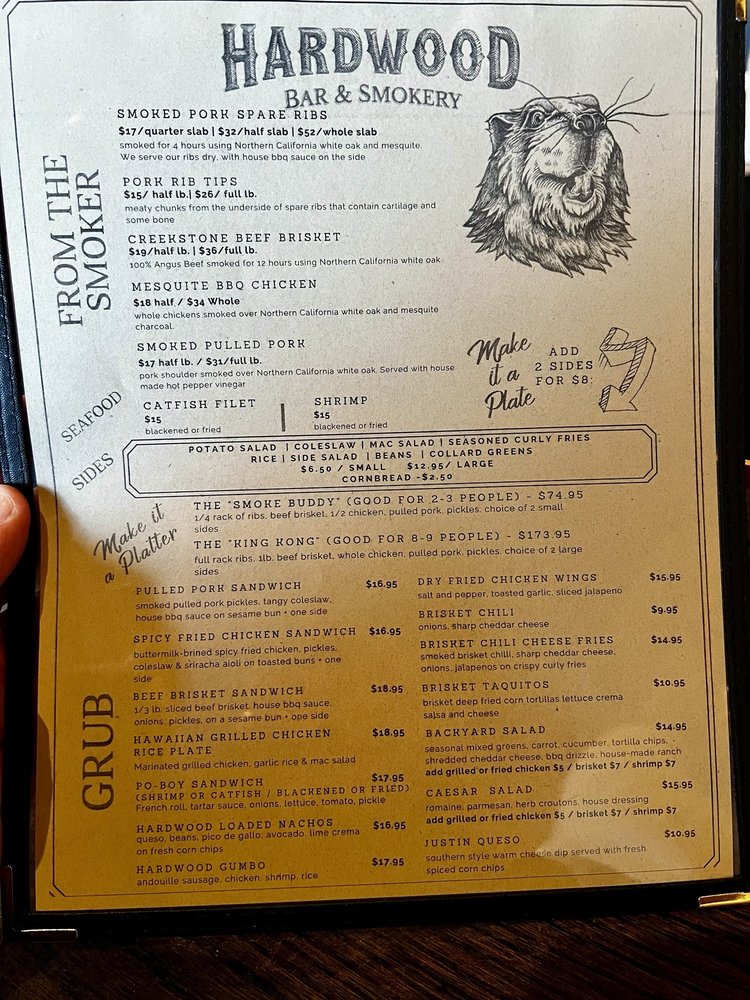 HARDWOOD
BAR & SMOKERY
FROM THE
SMOKER
SMOKED PORK SPARE RIBS
$17/quarter slab | $32/half slab | $52/whole slab
smoked for 4 hours using Northern California white oak and mesquite.
We serve our ribs dry, with house bbq sauce on the side
PORK RIB TIPS
$15/ half lb.| $26/ full lb.
meaty chunks from the underside of spare ribs that contain cartilage and
some bone
CREEKSTONE BEEF BRISKET
$19/half lb. | $36/full lb.
100% Angus Beef smoked for 12 hours using Northern California white oak
MESQUITE BBQ CHICKEN
$18 half / $34 Whole
whole chickens smoked over Northern California white oak and mesquite
charcoal.
SMOKED PULLED PORK
$17 half lb. / $31/full lb.
pork shoulder smoked over Northern California white oak. Served with house
made hot pepper vinegar
Make
it a
Plate
ADD
2 SIDES
FOR $8:
SEAFOOD
CATFISH FILET
$15
blackened or fried
SHRIMP
$15
blackened or fried
SIDES
POTATO SALAD | COLESLAW | MAC SALAD | SEASONED CURLY FRIES
RICE | SIDE SALAD | BEANS | COLLARD GREENS
$6.50 / SMALL $12.95/ LARGE
CORNBREAD -$2.50
Make it
a Platter
THE "SMOKE BUDDY" (GOOD FOR 2-3 PEOPLE) - $74.95
1/4 rack of ribs, beef brisket, 1/2 chicken, pulled pork, pickles, choice of 2 small
sides
THE "KING KONG" (GOOD FOR 8-9 PEOPLE) - $173.95
full rack ribs, 1lb. beef brisket, whole chicken, pulled pork, pickles, choice of 2 large
sides
GRUB
PULLED PORK SANDWICH $16.95
smoked pulled pork pickles, tangy coleslaw,
house bbq sauce on sesame bun + one side
SPICY FRIED CHICKEN SANDWICH $16.95
buttermilk-brined spicy fried chicken, pickles,
coleslaw & sriracha aioli on toasted buns + one
side
BEEF BRISKET SANDWICH $18.95
1/3 lb. sliced beef brisket, house bbq sauce,
onions, pickles, on a sesame bun + one side
HAWAIIAN GRILLED CHICKEN $18.95
RICE PLATE
Marinated grilled chicken, garlic rice & mac salad
PO-BOY SANDWICH $17.95
(SHRIMP OR CATFISH / BLACKENED OR FRIED)
French roll, tartar sauce, onions, lettuce, tomato, pickle
HARDWOOD LOADED NACHOS $16.95
queso, beans, pico de gallo, avocado, lime crema
on fresh corn chips
HARDWOOD GUMBO $17.95
andouille sausage, chicken, shrimp, rice
DRY FRIED CHICKEN WINGS $15.95
salt and pepper, toasted garlic, sliced jalapeno
BRISKET CHILI $9.95
onions, sharp cheddar cheese
BRISKET CHILI CHEESE FRIES $14.95
smoked brisket chilli, sharp cheddar cheese,
onions, jalapenos on crispy curly fries
BRISKET TAQUITOS $10.95
brisket deep fried corn tortillas lettuce crema
salsa and cheese
BACKYARD SALAD $14.95
seasonal mixed greens, carrot, cucumber, tortilla chips,
shredded cheddar cheese, bbq drizzle, house-made ranch
add grilled or fried chicken $5 / brisket $7 / shrimp $7
CAESAR SALAD $15.95
romaine, parmesan, herb croutons, house dressing
add grilled or fried chicken $5 / brisket $7 / shrimp $7
JUSTIN QUESO $10.95
southern style warm cheese dip served with fresh
spiced corn chips